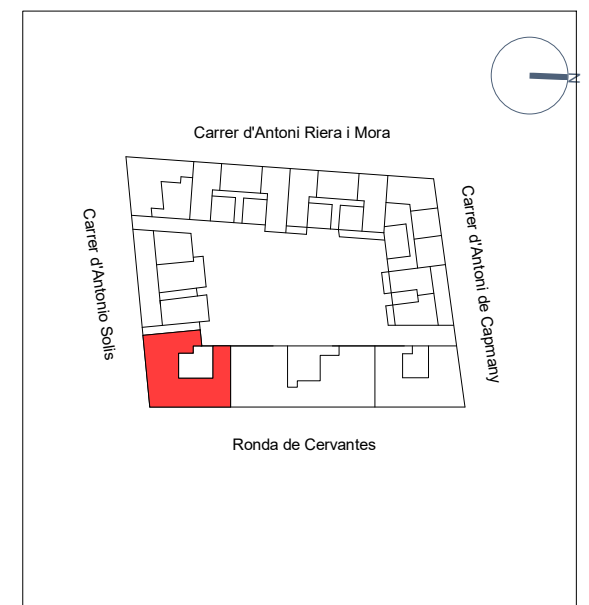 N
Carrer d'Antoni Riera i Mora
Carrer d'Antonio Solis
Carrer d'Antoni de Capmany
Ronda de Cervantes